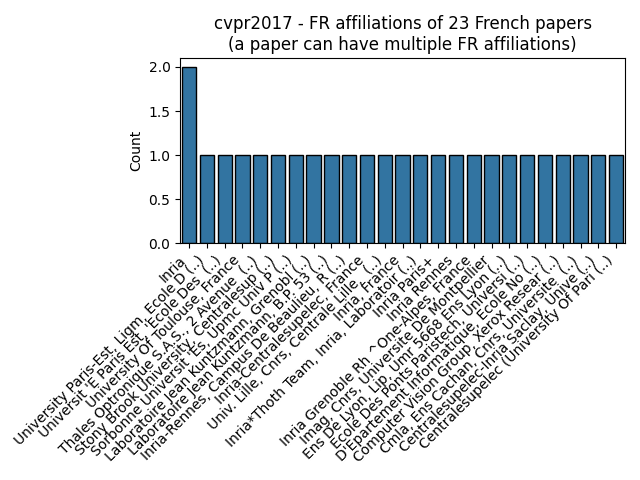 cvpr2017 - FR affiliations of 23 French papers
(a paper can have multiple FR affiliations)
Count
2.0
1.5
1.0
0.5
0.0
Inria
University Paris-Est, Ligm, Ecole D (..)
Universit´E Paris Est, ´Ecole Des (..)
University Of Toulouse, France
Thales Optronique S.A.S., 2 Avenue (..)
Stony Brook University, Centralesup (..)
Sorbonne Universit´Es, Upmc Univ P (..)
Laboratoire Jean Kuntzmann, Grenobl (..)
Laboratoire Jean Kuntzmann, B.P. 53 (..)
Inria-Rennes, Campus De Beaulieu, R (..)
Inria-Centralesupelec, France
Univ. Lille, Cnrs, Centrale Lille, (..)
Inria, France
Inria*Thoth Team, Inria, Laboratoir (..)
Inria Paris+
Inria Rennes
Inria Grenoble Rh ^One-Alpes, France
Imag, Cnrs, Universite De Montpellier
Ens De Lyon, Lip, Umr 5668 Ens Lyon (..)
Ecole Des Ponts Paristech, Universi (..)
D'Epartement Informatique, Ecole No (..)
Computer Vision Group, Xerox Resear (..)
Cmla, Ens Cachan, Cnrs, Universite (..)
Centralesupelec-Inria Saclay, Unive (..)
Centralesupelec (University Of Pari (..)